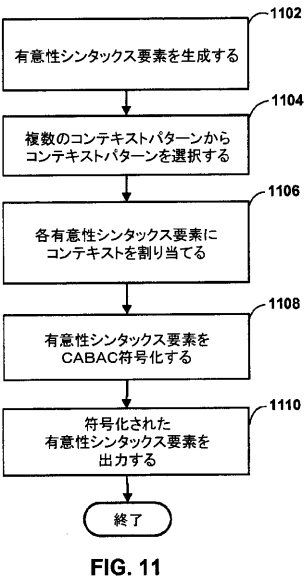 1102
有意性シンタックス要素を生成する
1104
複数のコンテキストパターンから
コンテキストパターンを選択する
1106
各有意性シンタックス要素に
コンテキストを割り当てる
1108
有意性シンタックス要素を
CABAC符号化する
1110
符号化された
有意性シンタックス要素を
出力する
終了
FIG. 11